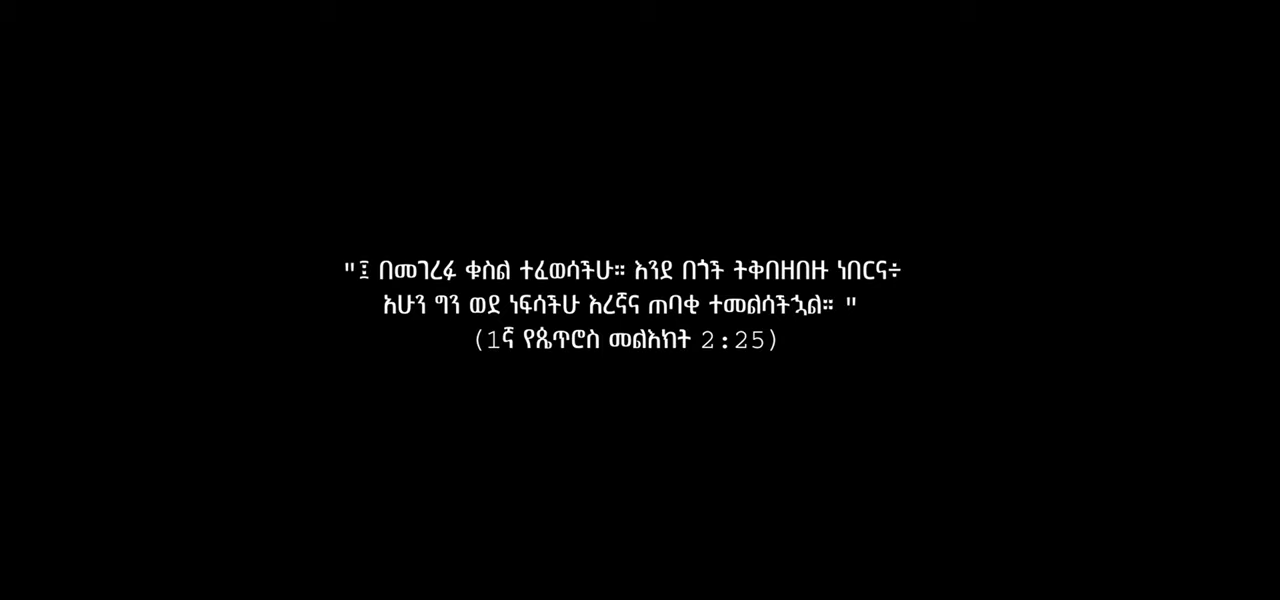 "፤ በመገረፉ ቁስል ተፈወሳችሁ። እንደ በጎች ትቅበዘበዙ ነበርና÷
አሁን ግን ወደ ነፍሳችሁ እረኛና ጠባቂ ተመልሳችኋል። "
(1ኛ የጴጥሮስ መልእክት 2:25)